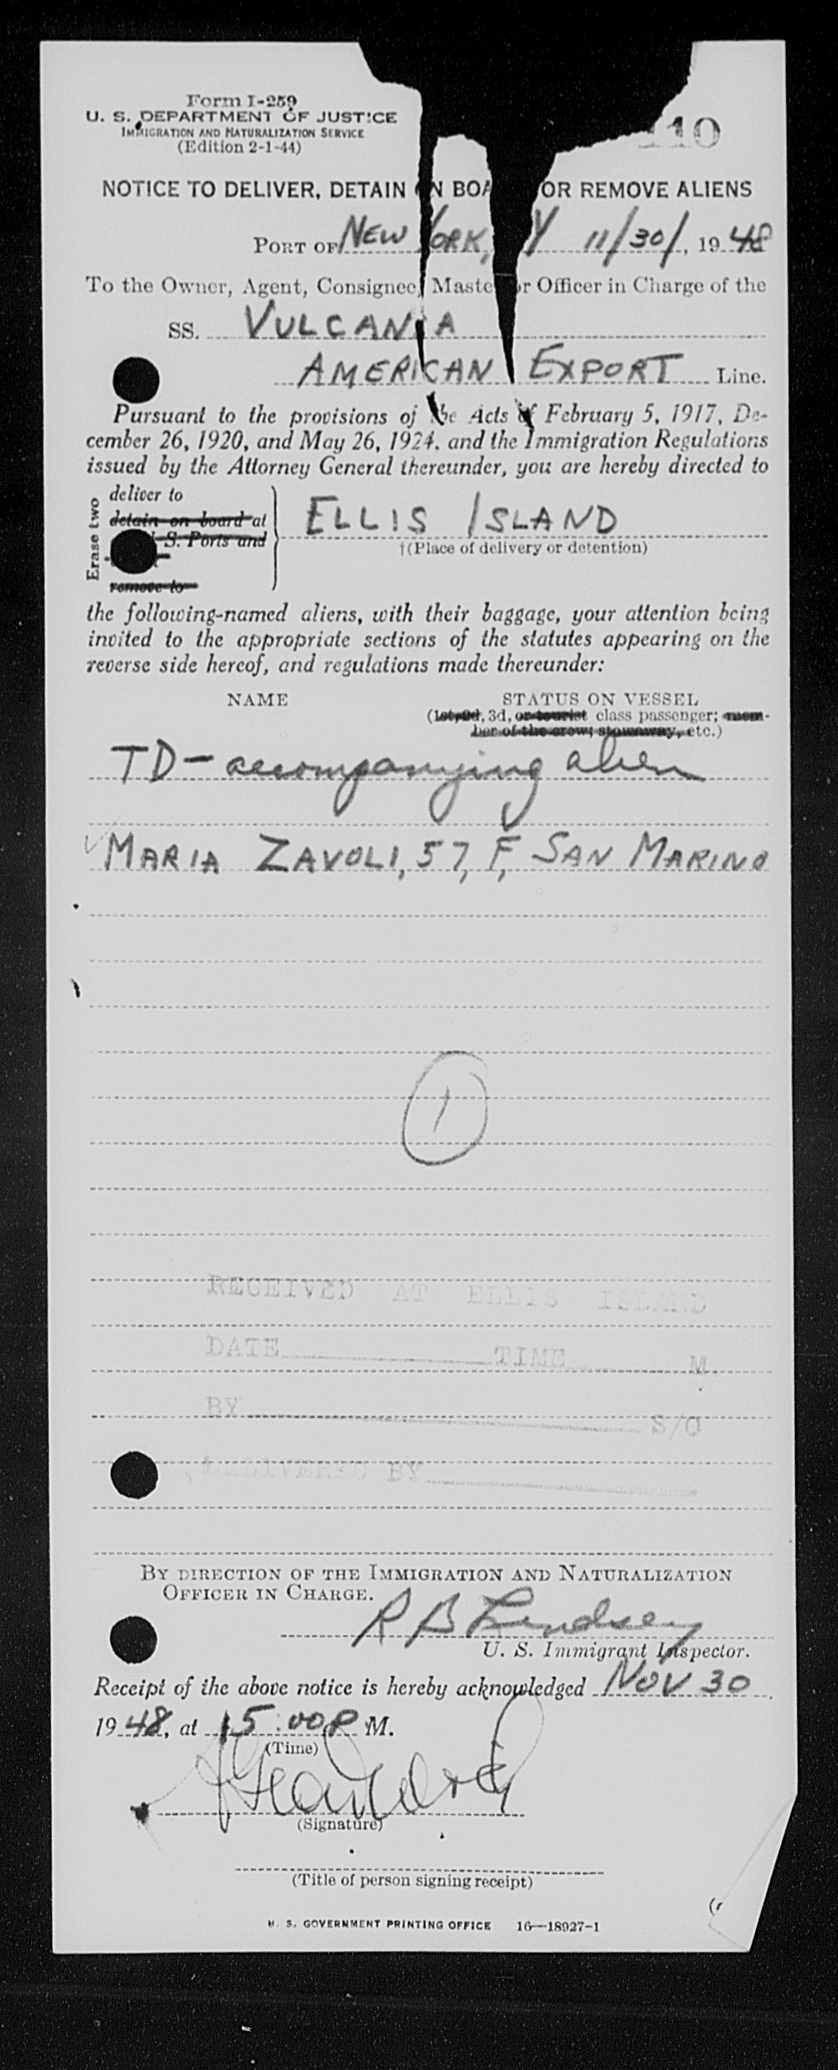 110
Form I-259
U. S. DEPARTMENT OF JUSTICE
IMMIGRATION AND NATURALIZATION SERVICE
(Edition 2-1-44)
NOTICE TO DELIVER, DETAIN ON BOA OR REMOVE ALIENS
PORT OF NEW YORK, Y 11/30/, 1948
To the Owner, Agent, Consignee, Maste or Officer in Charge of the
SS. VULCANIA
AMERICAN EXPORT Line.
Pursuant to the provisions of the Acts of February 5, 1917, De-
cember 26, 1920, and May 26, 1924, and the Immigration Regulations
issued by the Attorney General thereunder, you are hereby directed to
Erase two
deliver to
detain on board at
S. Ports and
remove to
ELLIS ISLAND
†(Place of delivery or detention)
the following-named aliens, with their baggage, your attention being
invited to the appropriate sections of the statutes appearing on the
reverse side hereof, and regulations made thereunder:
NAME STATUS ON VESSEL
(1st, 2d, 3d, or tourist class passenger; mem-
ber of the crew; stowaway, etc.)
TD - accompanying alien
MARIA ZAVOLI, 57, F, SAN MARINO
1
RECEIVED AT ELLIS ISLAND
DATE TIME M.
BY S/O
DELIVERED BY
BY DIRECTION OF THE IMMIGRATION AND NATURALIZATION
OFFICER IN CHARGE.
R B Lindsey
U. S. Immigrant Inspector.
Receipt of the above notice is hereby acknowledged NOV 30,
1948, at 15:00 P M.
(Time)
(Signature)
(Title of person signing receipt)
U. S. GOVERNMENT PRINTING OFFICE 16—18927-1